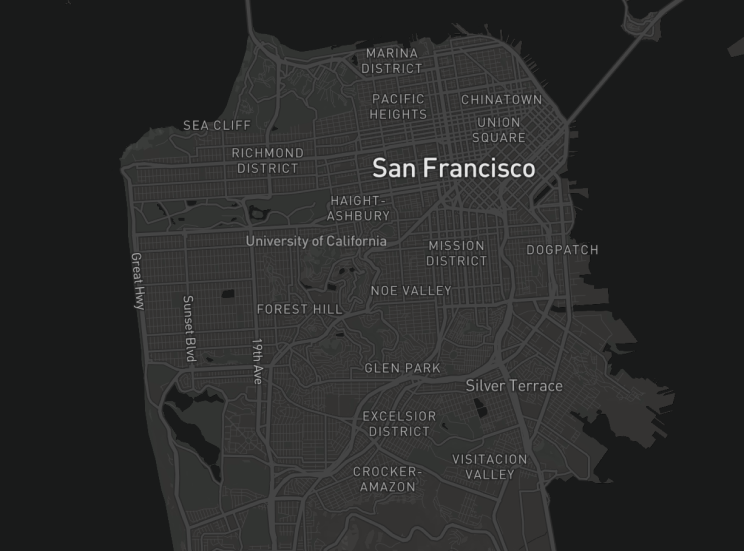 MARINA
DISTRICT
PACIFIC
HEIGHTS
CHINATOWN
UNION
SQUARE
SEA CLIFF
RICHMOND
DISTRICT
San Francisco
HAIGHT-
ASHBURY
University of California
MISSION
DISTRICT
DOGPATCH
Great Hwy
NOE VALLEY
Sunset Blvd
FOREST HILL
19th Ave
GLEN PARK
Silver Terrace
EXCELSIOR
DISTRICT
VISITACION
VALLEY
CROCKER-
AMAZON